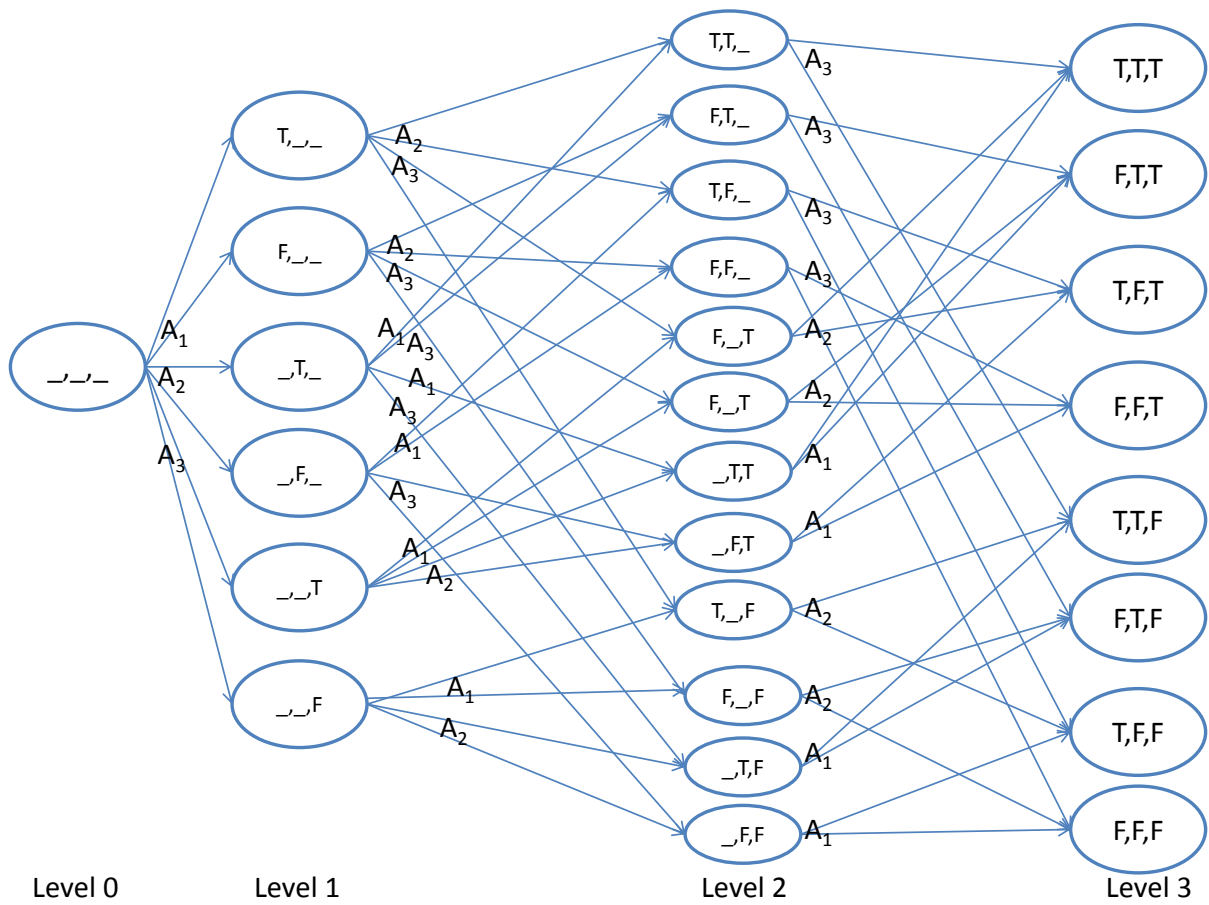 _,_,_
A1
A2
A3
Level 0
T,_,_
F,_,_
_,T,_
_,F,_
_,_,T
_,_,F
Level 1
A2
A3
A2
A3
A1
A3
A1
A3
A1
A3
A1
A2
A1
A2
T,T,_
F,T,_
T,F,_
F,F,_
F,_,T
F,_,T
_,T,T
_,F,T
T,_,F
F,_,F
_,T,F
_,F,F
Level 2
A3
A3
A3
A3
A2
A2
A1
A1
A2
A2
A1
A1
T,T,T
F,T,T
T,F,T
F,F,T
T,T,F
F,T,F
T,F,F
F,F,F
Level 3